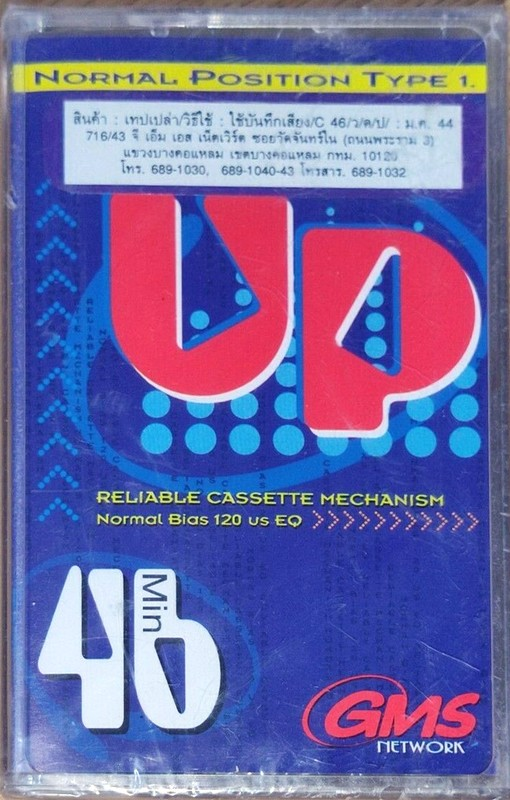 NORMAL POSITION TYPE 1.
สินค้า : เทปเปล่า/วิธีใช้ : ใช้บันทึกเสียง/C 46/ว/ด/ป/ : ม.ค. 44
716/43 จี เอ็ม เอส เน็ตเวิร์ค ซอยวัดจันทร์ใน (ถนนพระราม 3)
แขวงบางคอแหลม เขตบางคอแหลม กทม. 10120
โทร. 689-1030, 689-1040-43 โทรสาร. 689-1032
Up
RELIABLE CASSETTE MECHANISM
Normal Bias 120 us EQ
46 Min
GMS
NETWORK